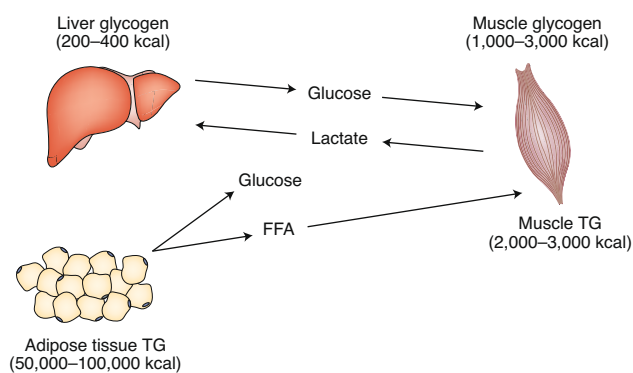 Liver glycogen
(200–400 kcal)
Muscle glycogen
(1,000–3,000 kcal)
Glucose
Lactate
Glucose
FFA
Muscle TG
(2,000–3,000 kcal)
Adipose tissue TG
(50,000–100,000 kcal)